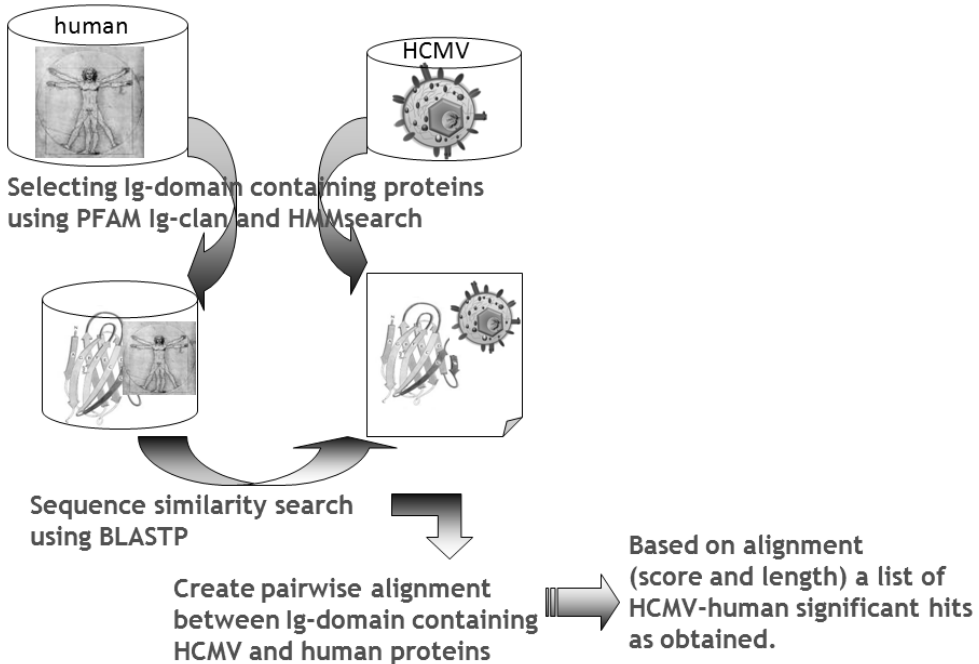 human
HCMV
Selecting Ig-domain containing proteins
using PFAM Ig-clan and HMMsearch
Sequence similarity search
using BLASTP
Create pairwise alignment
between Ig-domain containing
HCMV and human proteins
Based on alignment
(score and length) a list of
HCMV-human significant hits
as obtained.